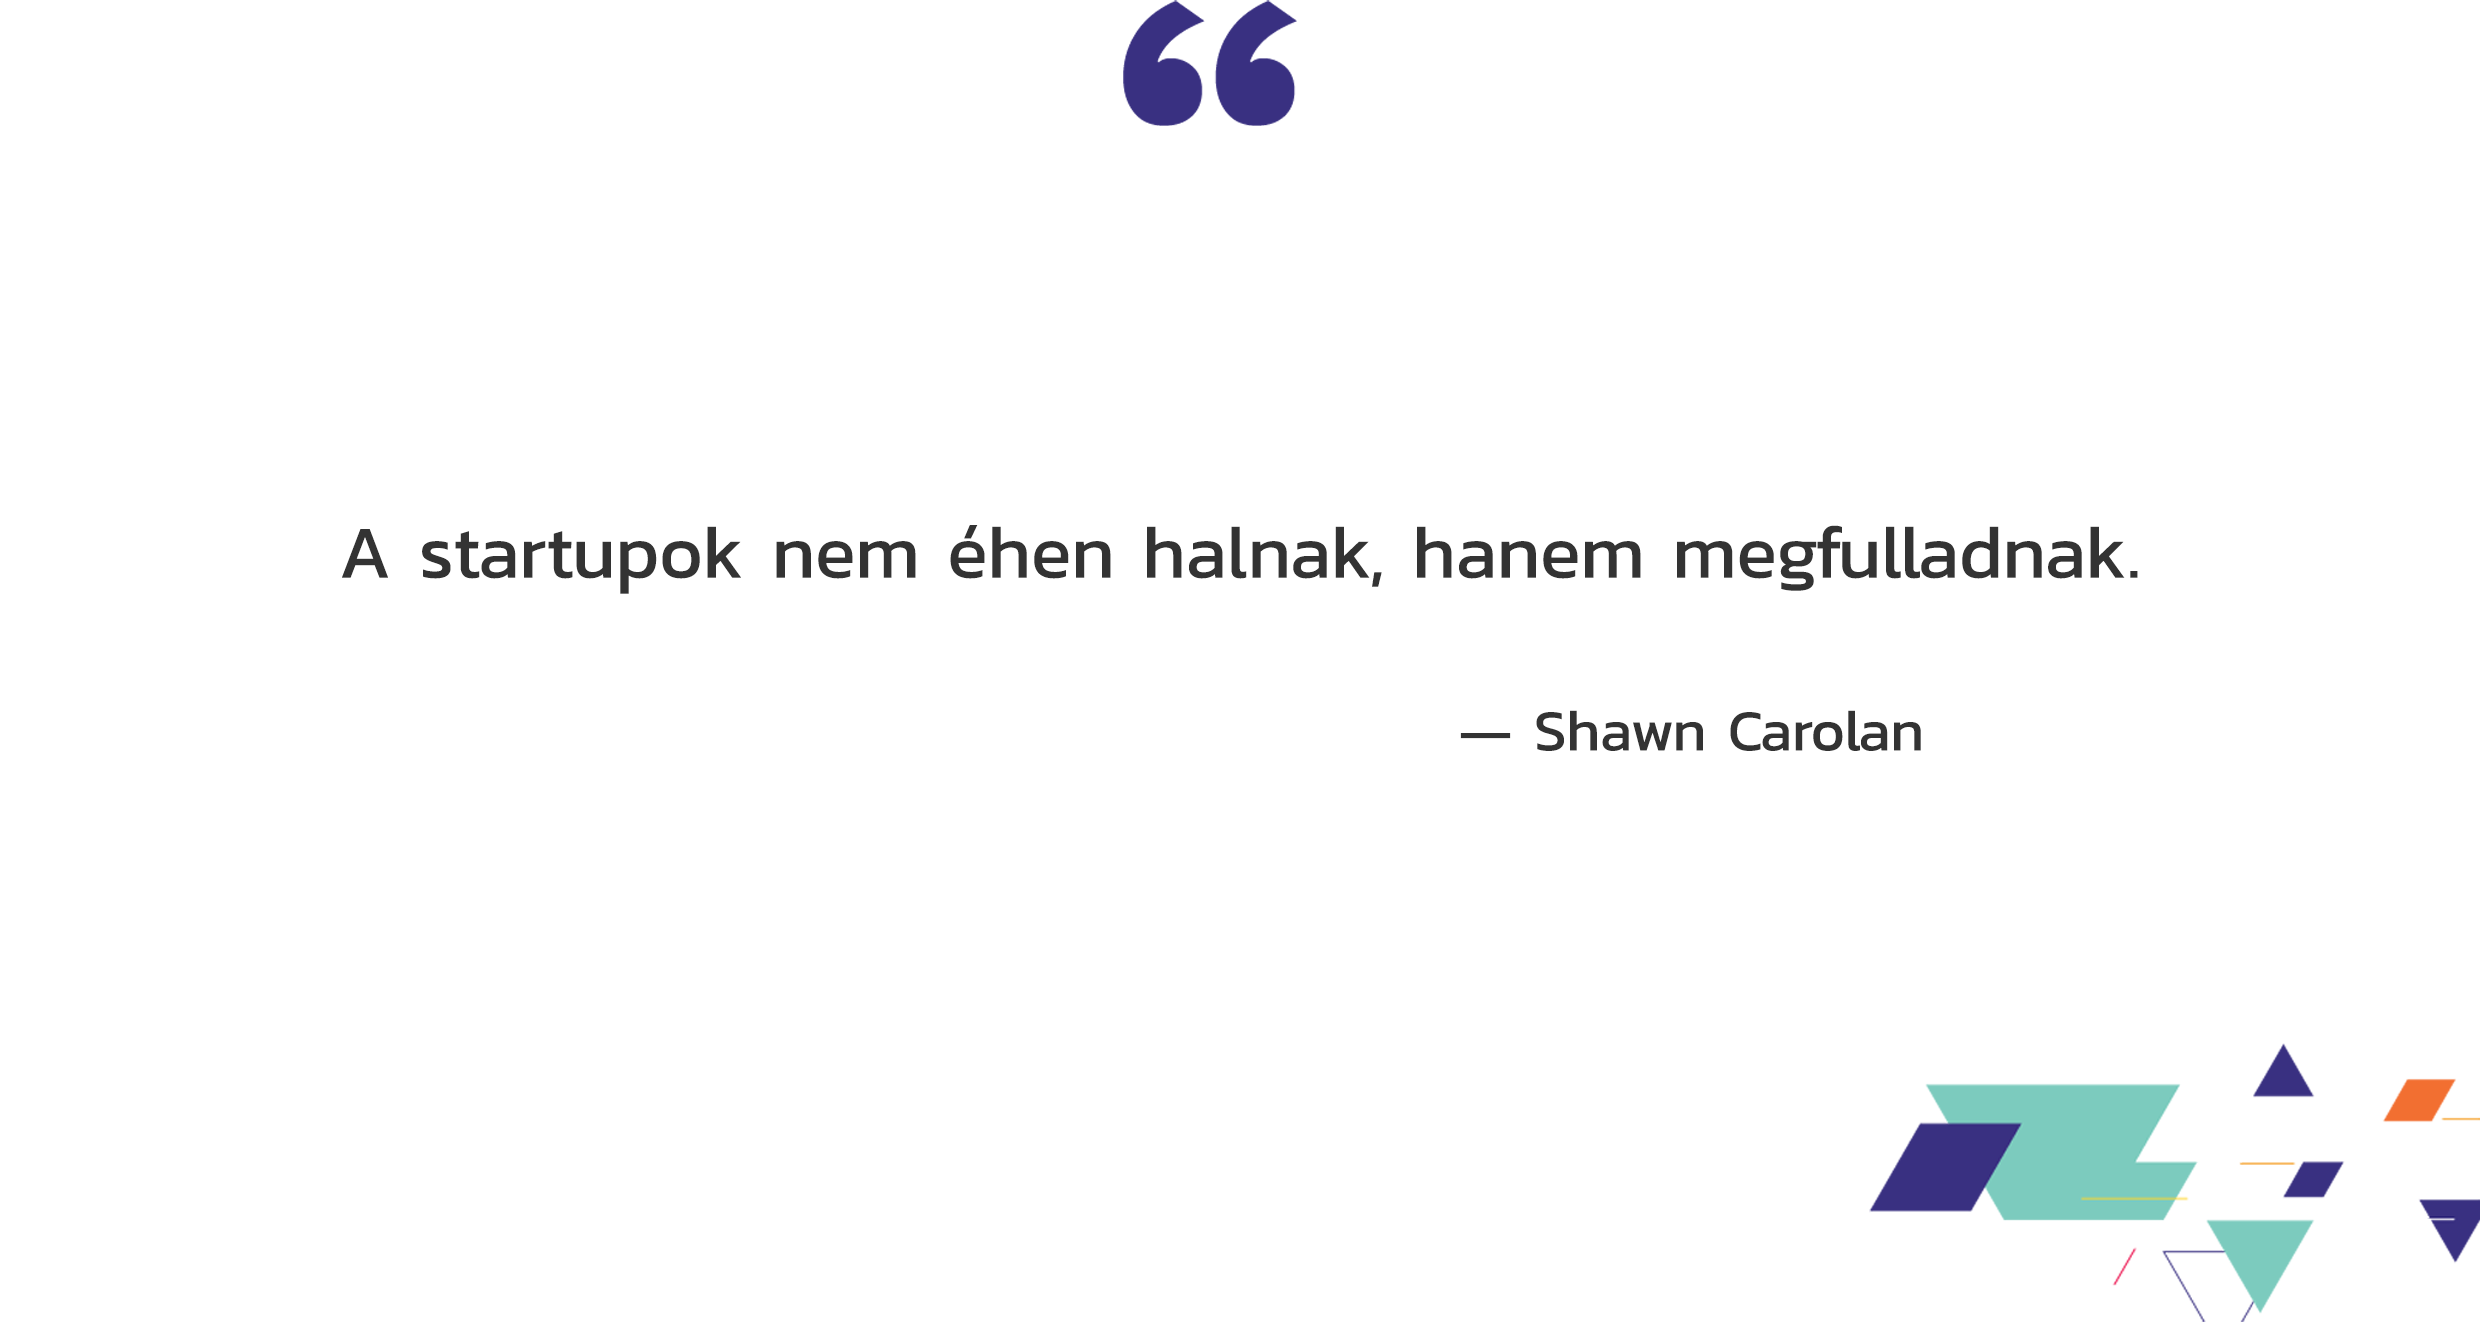 “
A startupok nem éhen halnak, hanem megfulladnak.
— Shawn Carolan